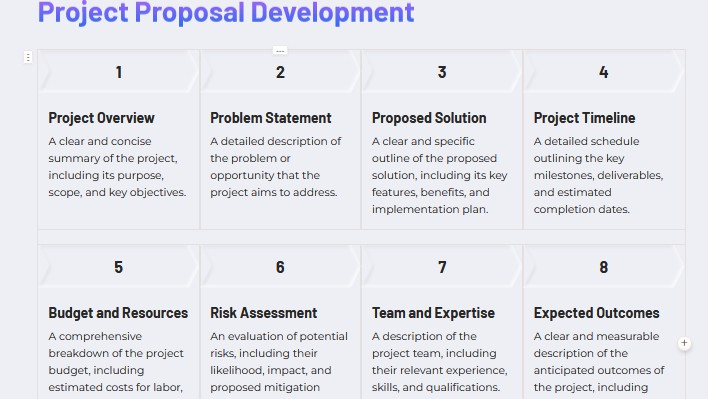 Project Proposal Development
1
2
3
4
Project Overview
A clear and concise
summary of the project,
including its purpose,
scope, and key objectives.
Problem Statement
A detailed description of
the problem or
opportunity that the
project aims to address.
Proposed Solution
A clear and specific
outline of the proposed
solution, including its key
features, benefits, and
implementation plan.
Project Timeline
A detailed schedule
outlining the key
milestones, deliverables,
and estimated
completion dates.
5
6
7
8
Budget and Resources
A comprehensive
breakdown of the project
budget, including
estimated costs for labor,
Risk Assessment
An evaluation of potential
risks, including their
likelihood, impact, and
proposed mitigation
Team and Expertise
A description of the
project team, including
their relevant experience,
skills, and qualifications.
Expected Outcomes
A clear and measurable
description of the
anticipated outcomes of
the project, including